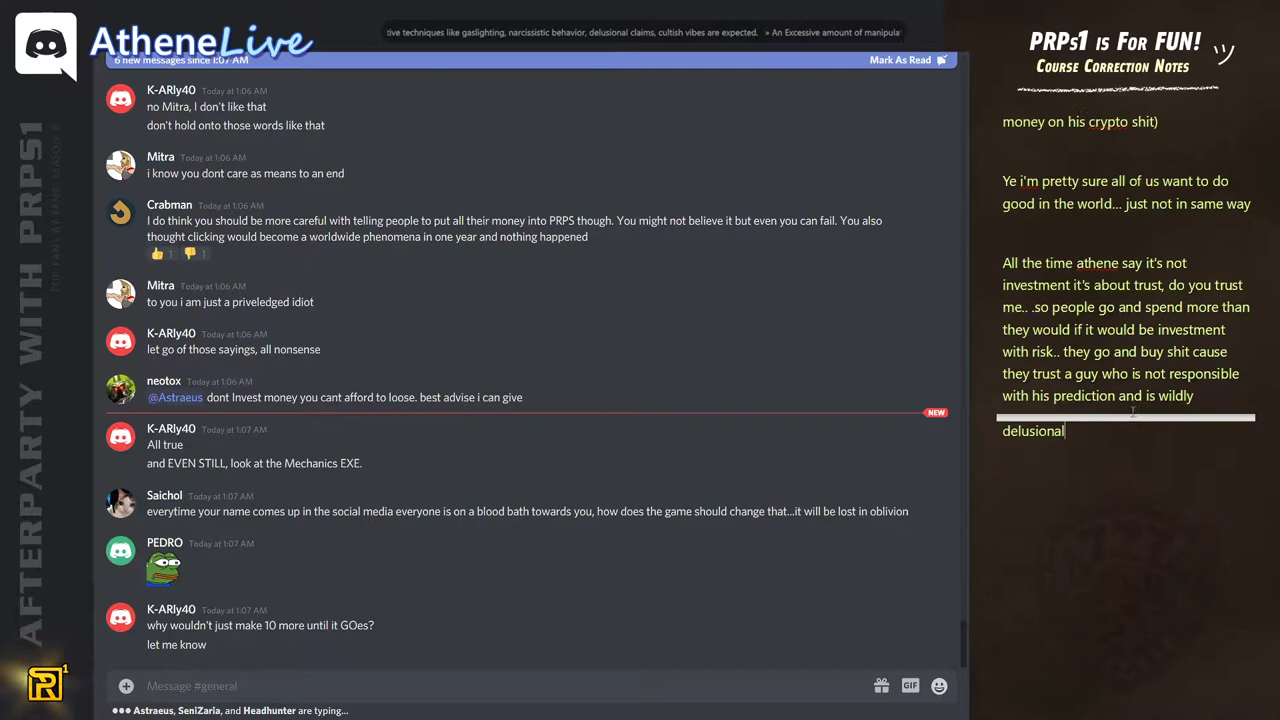 AtheneLive
tive techniques like gaslighting, narcissistic behavior, delusional claims, cultish vibes are expected.   » An Excessive amount of manipula
6 new messages since 1:07 AM
Mark As Read
K-ARly40 Today at 1:06 AM
no Mitra, I don't like that
don't hold onto those words like that
Mitra Today at 1:06 AM
i know you dont care as means to an end
Crabman Today at 1:06 AM
I do think you should be more careful with telling people to put all their money into PRPS though. You might not believe it but even you can fail. You also
thought clicking would become a worldwide phenomena in one year and nothing happened
1 1
Mitra Today at 1:06 AM
to you i am just a priveledged idiot
K-ARly40 Today at 1:06 AM
let go of those sayings, all nonsense
neotox Today at 1:06 AM
@Astraeus dont Invest money you cant afford to loose. best advise i can give
NEW
K-ARly40 Today at 1:07 AM
All true
and EVEN STILL, look at the Mechanics EXE.
Saichol Today at 1:07 AM
everytime your name comes up in the social media everyone is on a blood bath towards you, how does the game should change that...it will be lost in oblivion
PEDRO Today at 1:07 AM
K-ARly40 Today at 1:07 AM
why wouldn't just make 10 more until it GOes?
let me know
Message #general
GIF
Astraeus, SeniZaria, and Headhunter are typing...
AFTERPARTY WITH PRPS1
PRPs1 is For FUN!
Course Correction Notes
money on his crypto shit)
Ye i'm pretty sure all of us want to do
good in the world... just not in same way
All the time athene say it's not
investment it's about trust, do you trust
me.. .so people go and spend more than
they would if it would be investment
with risk.. they go and buy shit cause
they trust a guy who is not responsible
with his prediction and is wildly
delusional